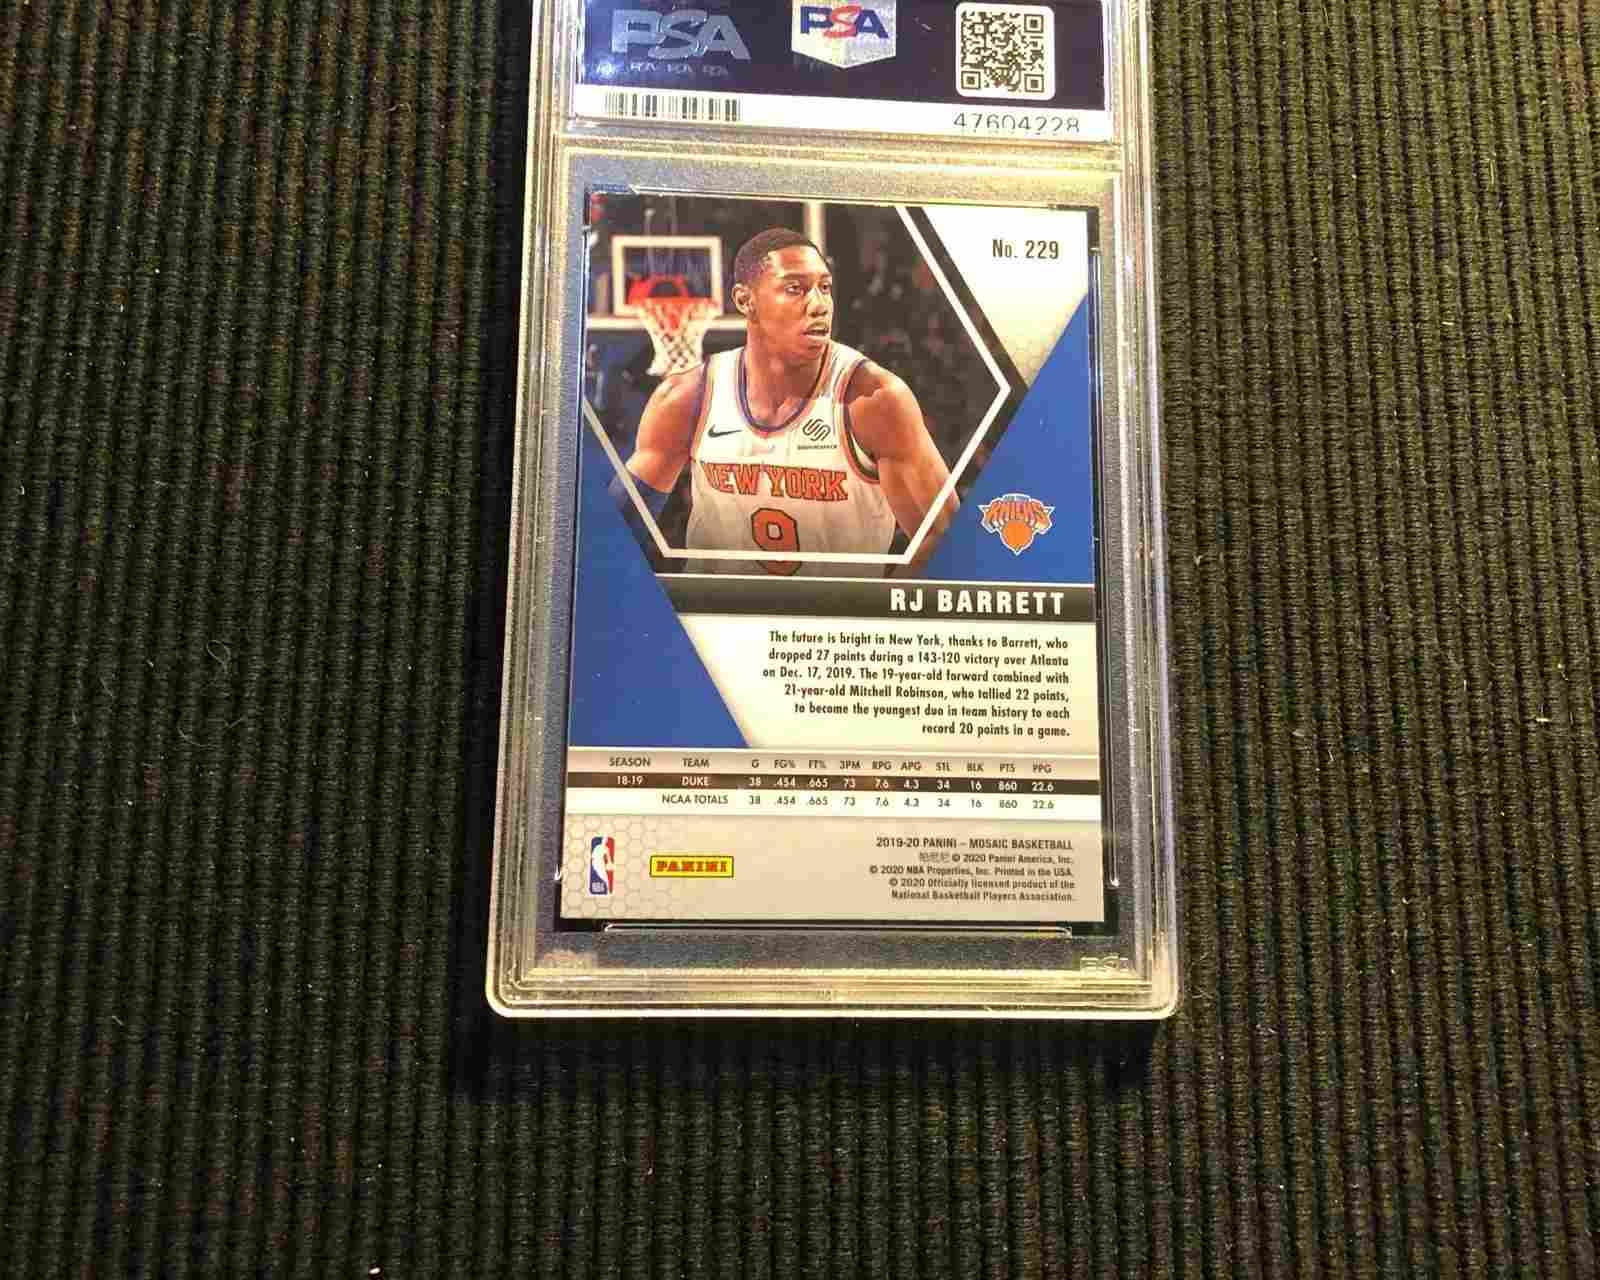 PSA PSA
47604228
No. 229
NEW YORK
9
KNICKS
RJ BARRETT
The future is bright in New York, thanks to Barrett, who
dropped 27 points during a 143-120 victory over Atlanta
on Dec. 17, 2019. The 19-year-old forward combined with
21-year-old Mitchell Robinson, who tallied 22 points,
to become the youngest duo in team history to each
record 20 points in a game.
SEASON TEAM G FG% FT% 3PM RPG APG STL BLK PTS PPG
18-19 DUKE 38 .454 .665 73 7.6 4.3 34 16 860 22.6
NCAA TOTALS 38 .454 .665 73 7.6 4.3 34 16 860 22.6
2019-20 PANINI – MOSAIC BASKETBALL
帕尼尼 © 2020 Panini America, Inc.
© 2020 NBA Properties, Inc. Printed in the USA.
© 2020 Officially licensed product of the
National Basketball Players Association.
NBA
PANINI